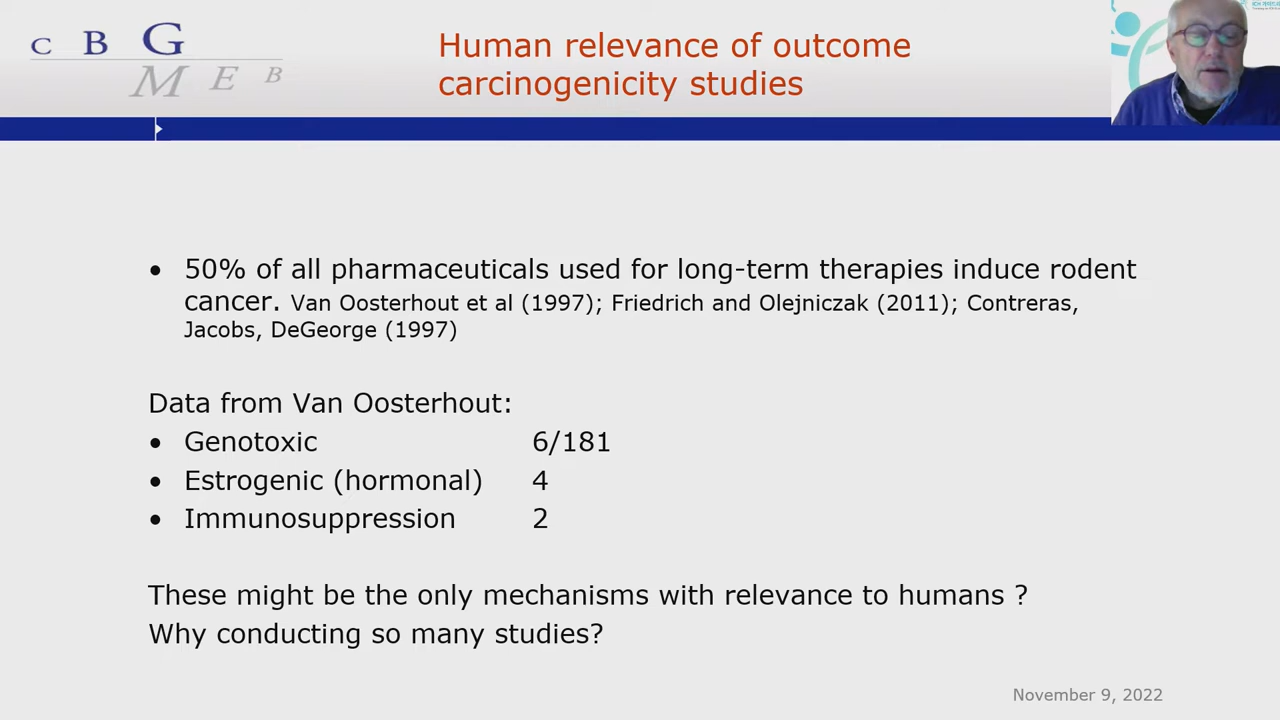 C B G
M E B
Human relevance of outcome
carcinogenicity studies
• 50% of all pharmaceuticals used for long-term therapies induce rodent
cancer. Van Oosterhout et al (1997); Friedrich and Olejniczak (2011); Contreras,
Jacobs, DeGeorge (1997)
Data from Van Oosterhout:
• Genotoxic 6/181
• Estrogenic (hormonal) 4
• Immunosuppression 2
These might be the only mechanisms with relevance to humans ?
Why conducting so many studies?
November 9, 2022